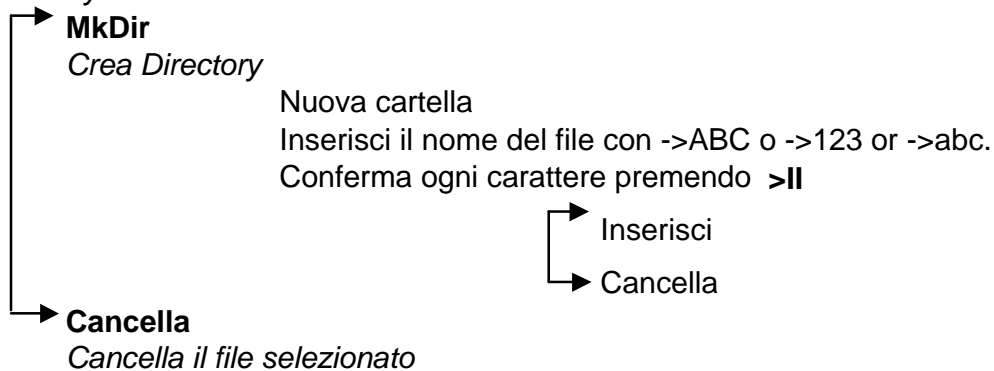 MkDir
Crea Directory
Nuova cartella
Inserisci il nome del file con ->ABC o ->123 or ->abc.
Conferma ogni carattere premendo >II
Inserisci
Cancella
Cancella
Cancella il file selezionato